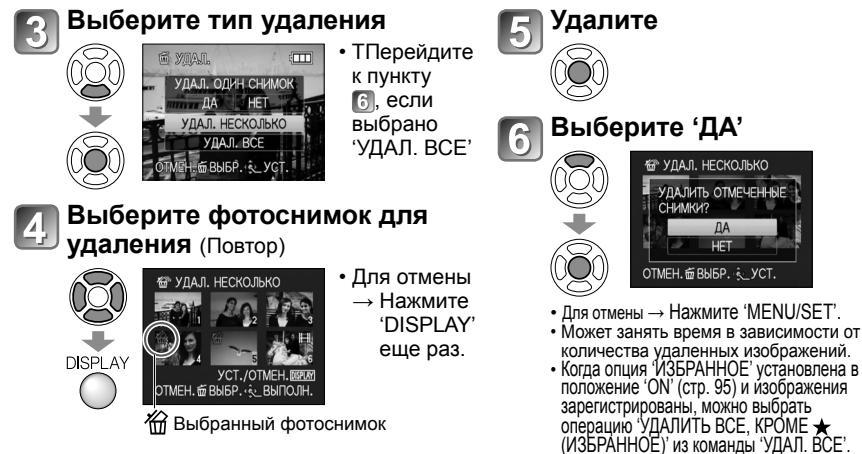 3 Выберите тип удаления
УДАЛ.
УДАЛ. ОДИН СНИМОК
ДА НЕТ
УДАЛ. НЕСКОЛЬКО
УДАЛ. ВСЕ
ОТМЕН. ВЫБР. УСТ.
• ТПерейдите
к пункту
6, если
выбрано
‘УДАЛ. ВСЕ’
4 Выберите фотоснимок для
удаления (Повтор)
DISPLAY
УДАЛ. НЕСКОЛЬКО
2 3
4 5 6
УСТ./ОТМЕН. DISPLAY
ОТМЕН. ВЫБР. ВЫПОЛН.
• Для отмены
→ Нажмите
‘DISPLAY’
еще раз.
Выбранный фотоснимок
5 Удалите
6 Выберите ‘ДА’
УДАЛ. НЕСКОЛЬКО
УДАЛИТЬ ОТМЕЧЕННЫЕ
СНИМКИ?
ДА
НЕТ
ОТМЕН. ВЫБР. УСТ.
• Для отмены → Нажмите ‘MENU/SET’.
• Может занять время в зависимости от
количества удаленных изображений.
• Когда опция ‘ИЗБРАННОЕ’ установлена в
положение ‘ON’ (стр. 95) и изображения
зарегистрированы, можно выбрать
операцию ‘УДАЛИТЬ ВСЕ, КРОМЕ ★
(ИЗБРАННОЕ)’ из команды ‘УДАЛ. ВСЕ’.